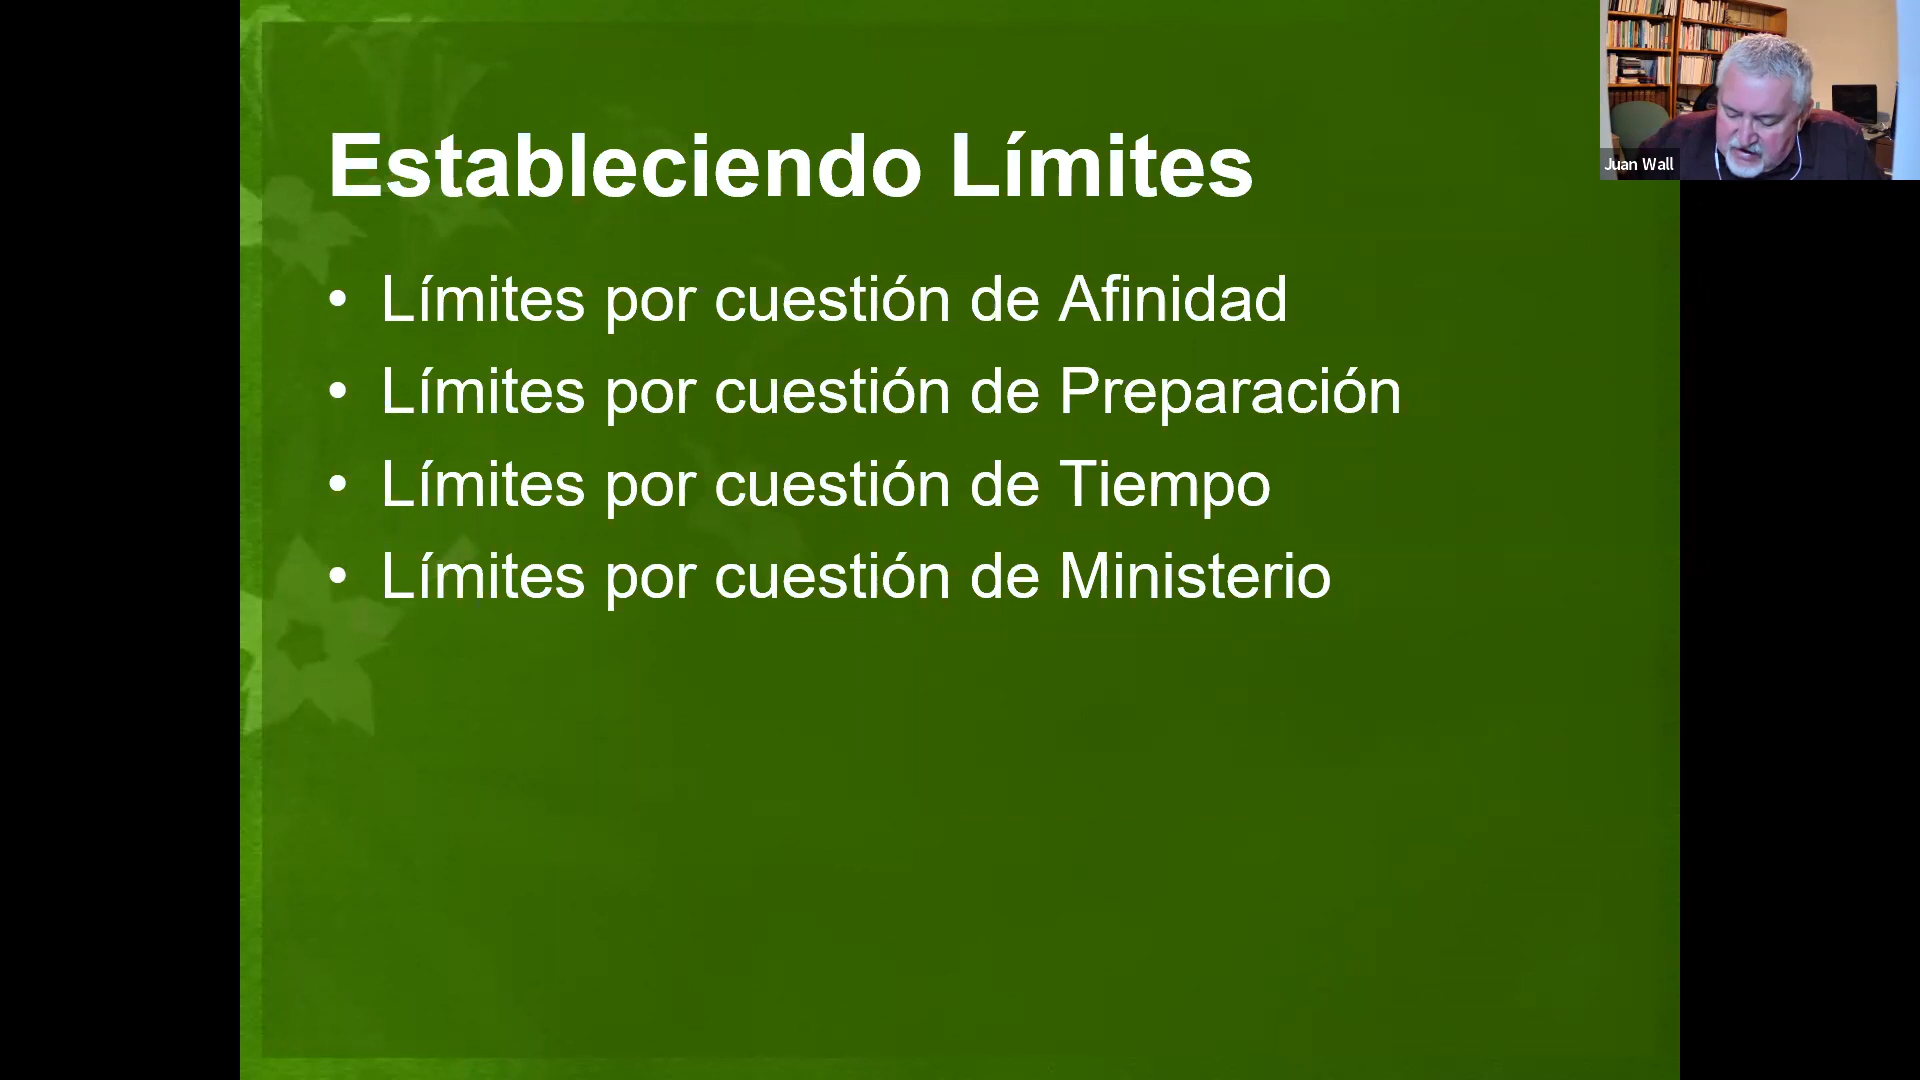 Estableciendo Límites
• Límites por cuestión de Afinidad
• Límites por cuestión de Preparación
• Límites por cuestión de Tiempo
• Límites por cuestión de Ministerio
Juan Wall